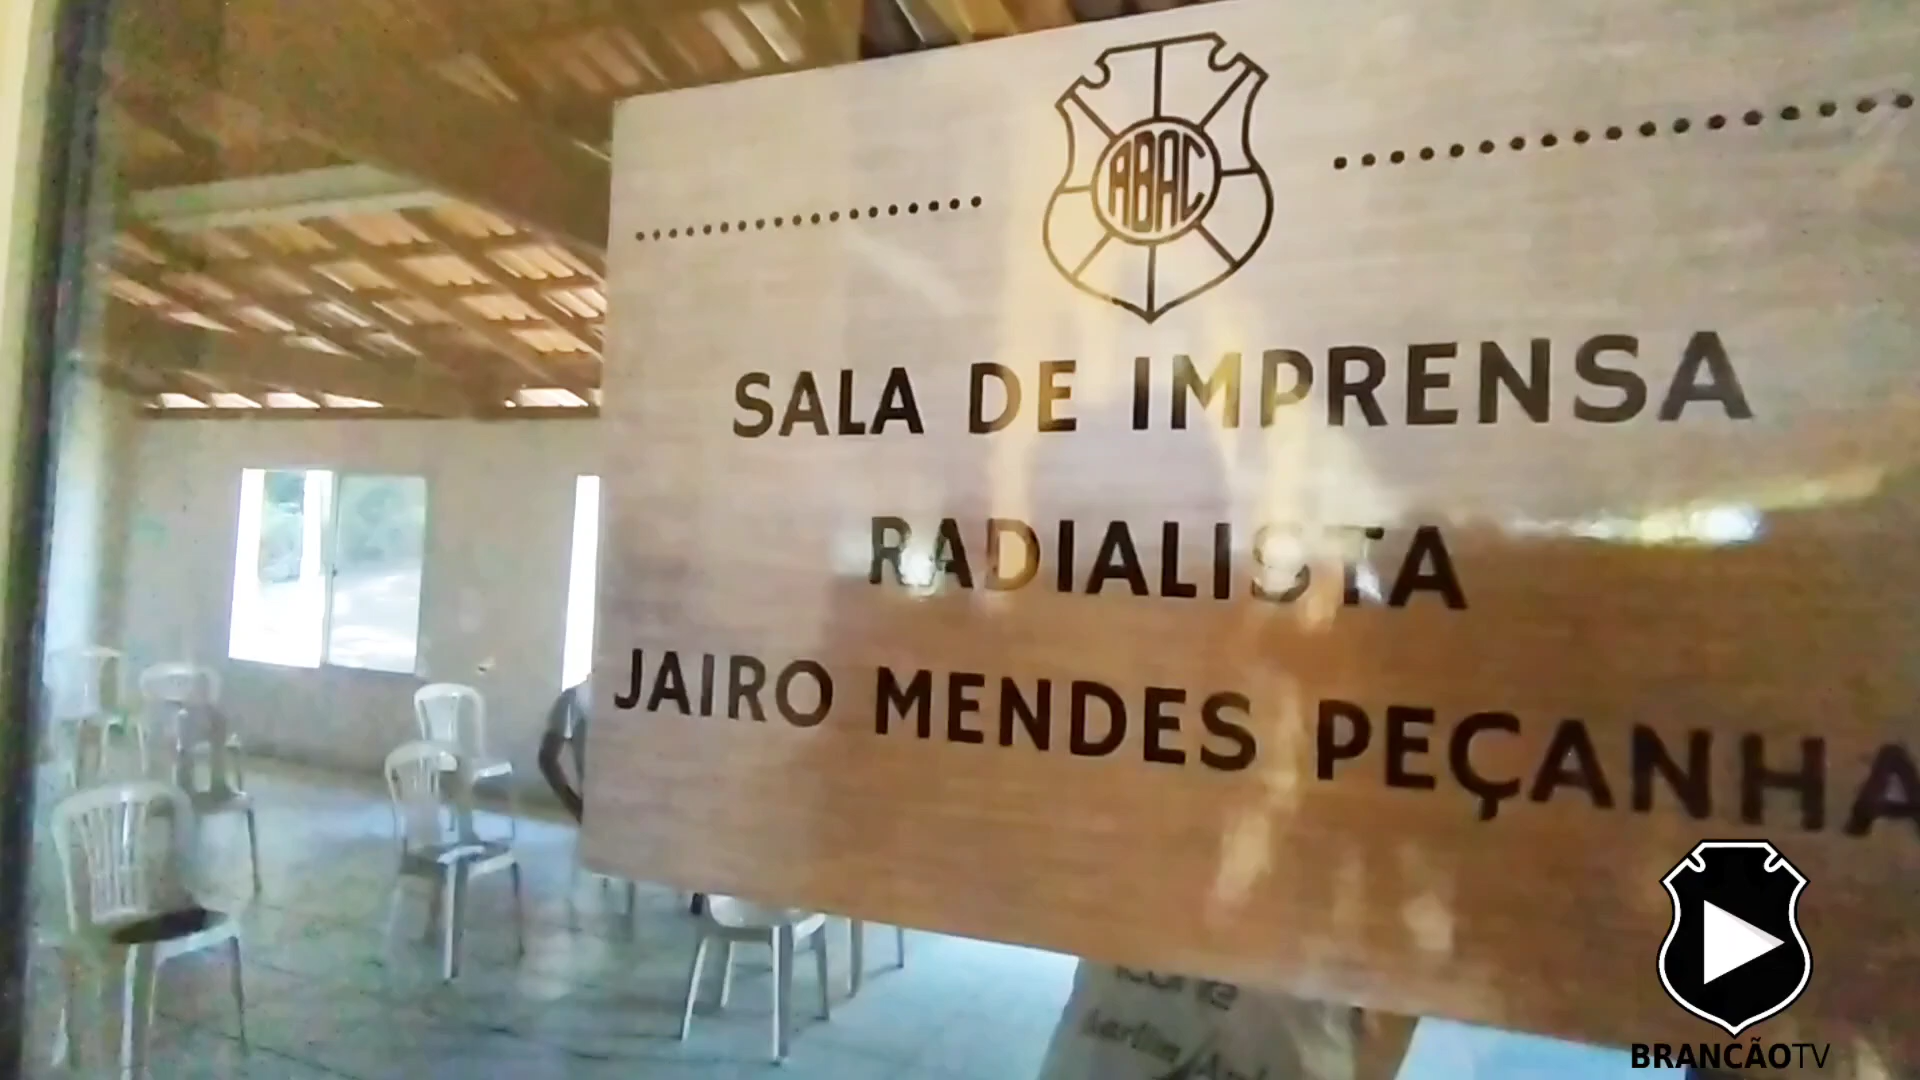 ABAC
SALA DE IMPRENSA
RADIALISTA
JAIRO MENDES PEÇANHA
BRANCÃOTV